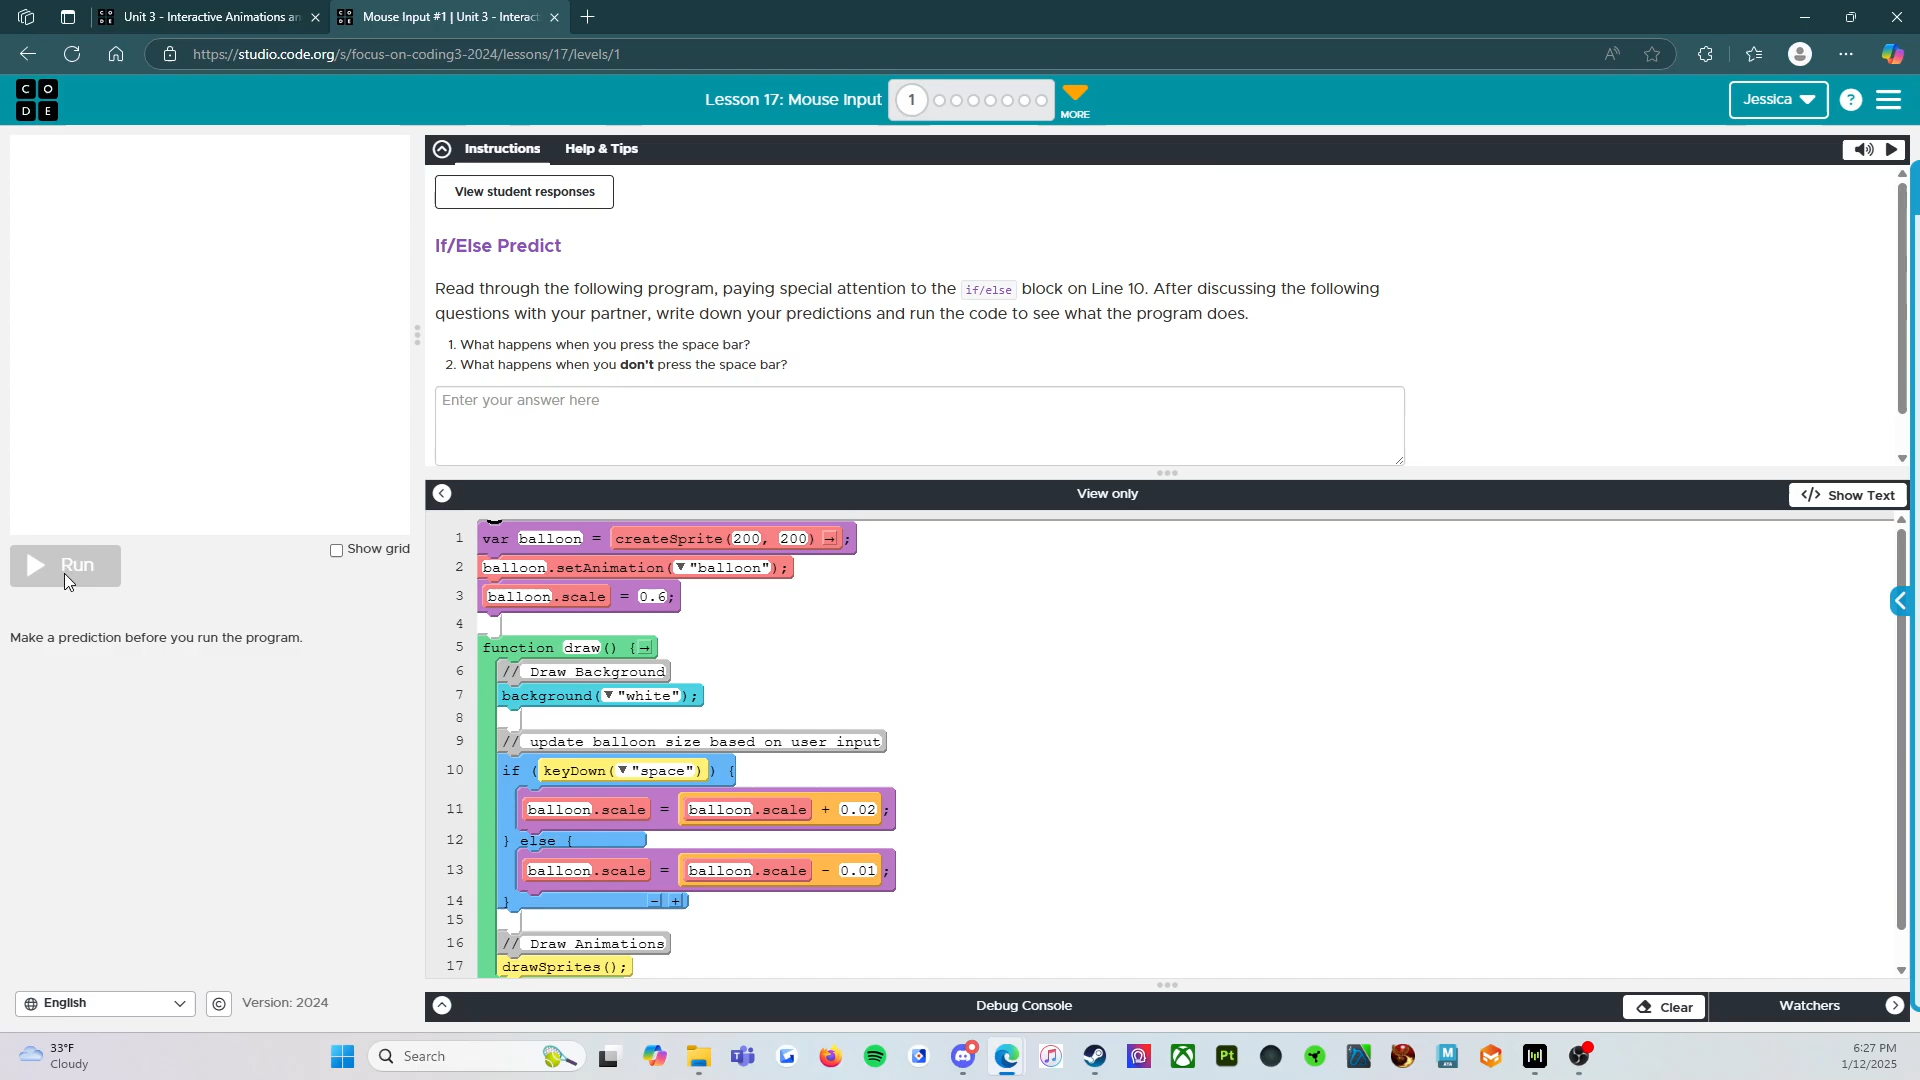 Unit 3 - Interactive Animations an
Mouse Input #1 | Unit 3 - Interact
https://studio.code.org/s/focus-on-coding3-2024/lessons/17/levels/1
C O
D E
Lesson 17: Mouse Input
1
MORE
Jessica
?
Instructions
Help & Tips
View student responses
If/Else Predict
Read through the following program, paying special attention to the if/else block on Line 10. After discussing the following
questions with your partner, write down your predictions and run the code to see what the program does.
1. What happens when you press the space bar?
2. What happens when you don't press the space bar?
Enter your answer here
Show grid
Run
Make a prediction before you run the program.
View only
</> Show Text
1 var balloon = createSprite(200, 200) → ;
2 balloon.setAnimation(▼ "balloon");
3 balloon.scale = 0.6;
4
5 function draw() { →
6 // Draw Background
7 background(▼ "white");
8
9 // update balloon size based on user input
10 if (keyDown(▼ "space")) {
11 balloon.scale = balloon.scale + 0.02 ;
12 } else {
13 balloon.scale = balloon.scale - 0.01 ;
14 } - +
15
16 // Draw Animations
17 drawSprites();
English
© Version: 2024
Debug Console
Clear
Watchers
33°F
Cloudy
Search
Pt
M
6:27 PM
1/12/2025